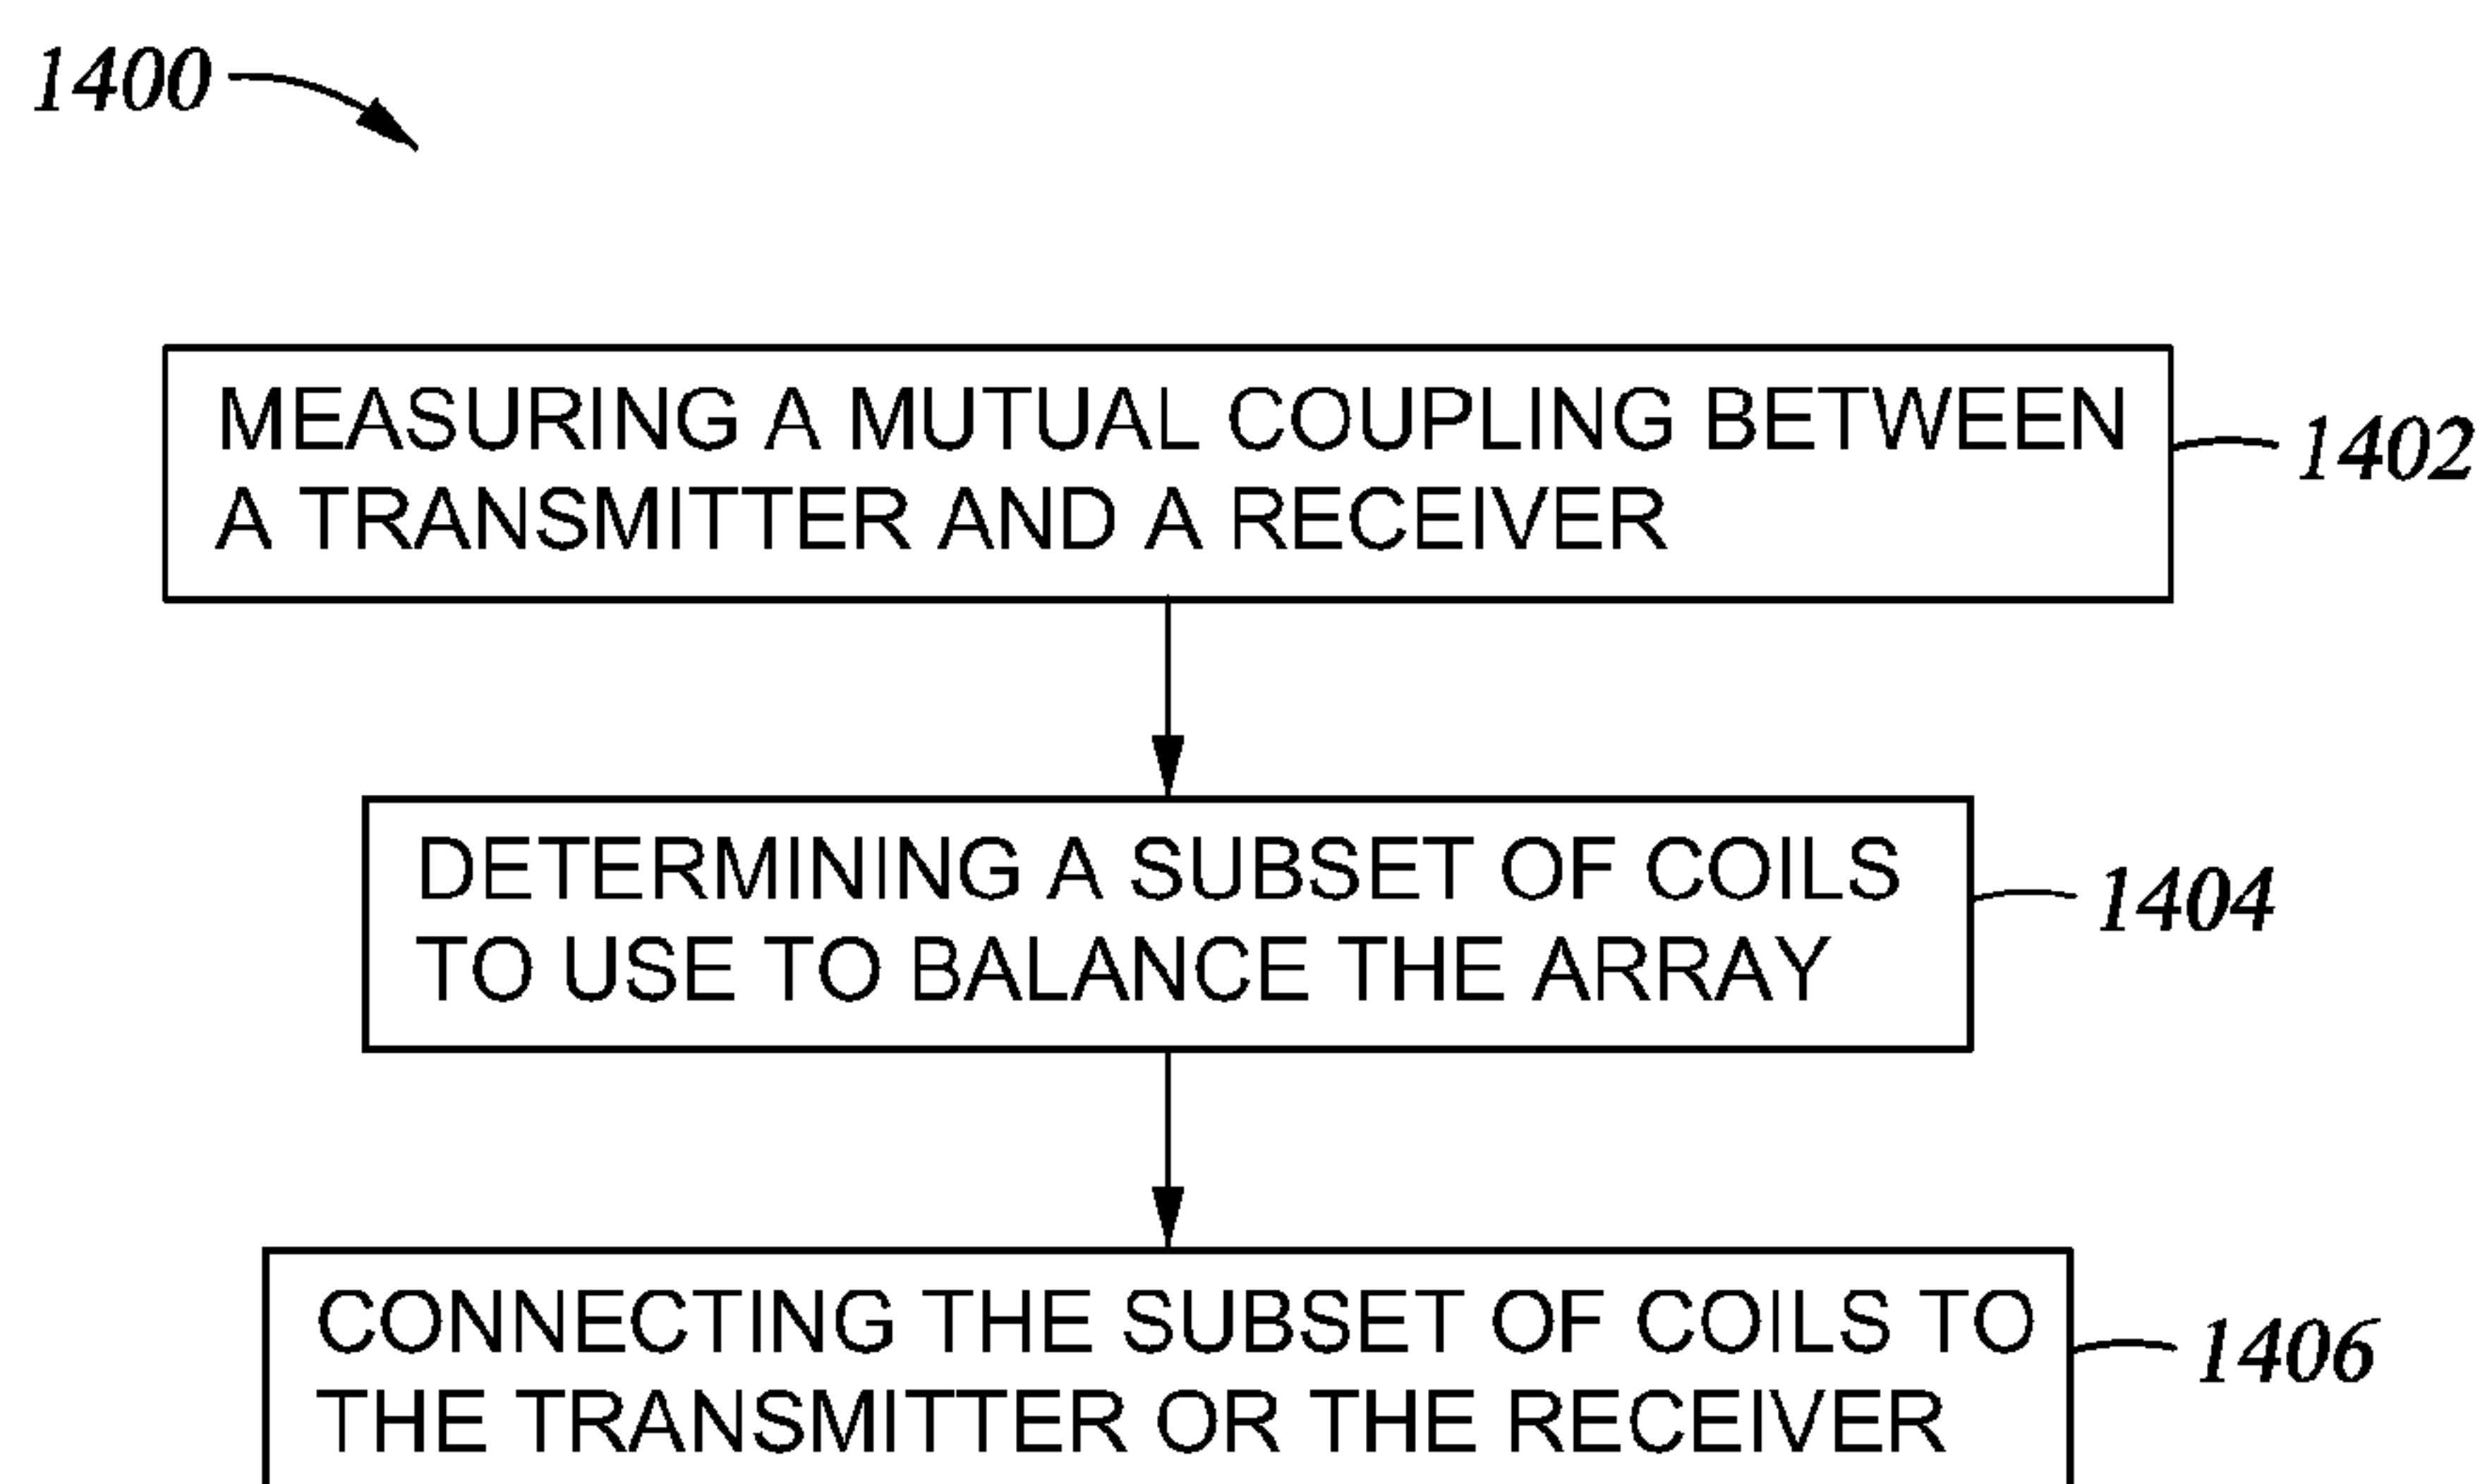 1400
MEASURING A MUTUAL COUPLING BETWEEN
A TRANSMITTER AND A RECEIVER
1402
DETERMINING A SUBSET OF COILS
TO USE TO BALANCE THE ARRAY
1404
CONNECTING THE SUBSET OF COILS TO
THE TRANSMITTER OR THE RECEIVER
1406